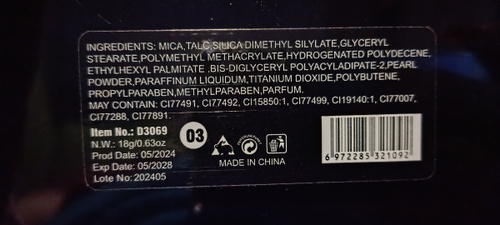 INGREDIENTS: MICA,TALC,SILICA DIMETHYL SILYLATE,GLYCERYL
STEARATE,POLYMETHYL METHACRYLATE,HYDROGENATED POLYDECENE,
ETHYLHEXYL PALMITATE .BIS-DIGLYCERYL POLYACYLADIPATE-2,PEARL
POWDER,PARAFFINUM LIQUIDUM,TITANIUM DIOXIDE,POLYBUTENE,
PROPYLPARABEN,METHYLPARABEN,PARFUM.
MAY CONTAIN: CI77491, CI77492, CI15850:1, CI77499, CI19140:1, CI77007,
CI77288, CI77891.
Item No.: D3069
N.W.: 18g/0.63oz
Prod Date: 05/2024
Exp Date: 05/2028
Lote No: 202405
03
MADE IN CHINA
6 972285 321092